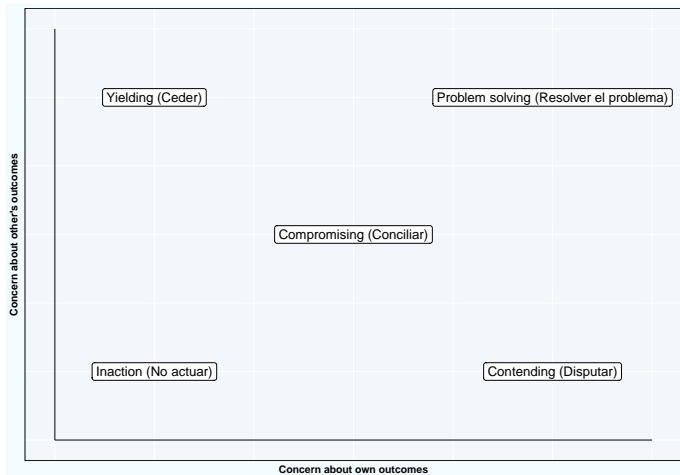 Yielding (Ceder)
Problem solving (Resolver el problema)
Compromising (Conciliar)
Inaction (No actuar)
Contending (Disputar)
Concern about other's outcomes
Concern about own outcomes